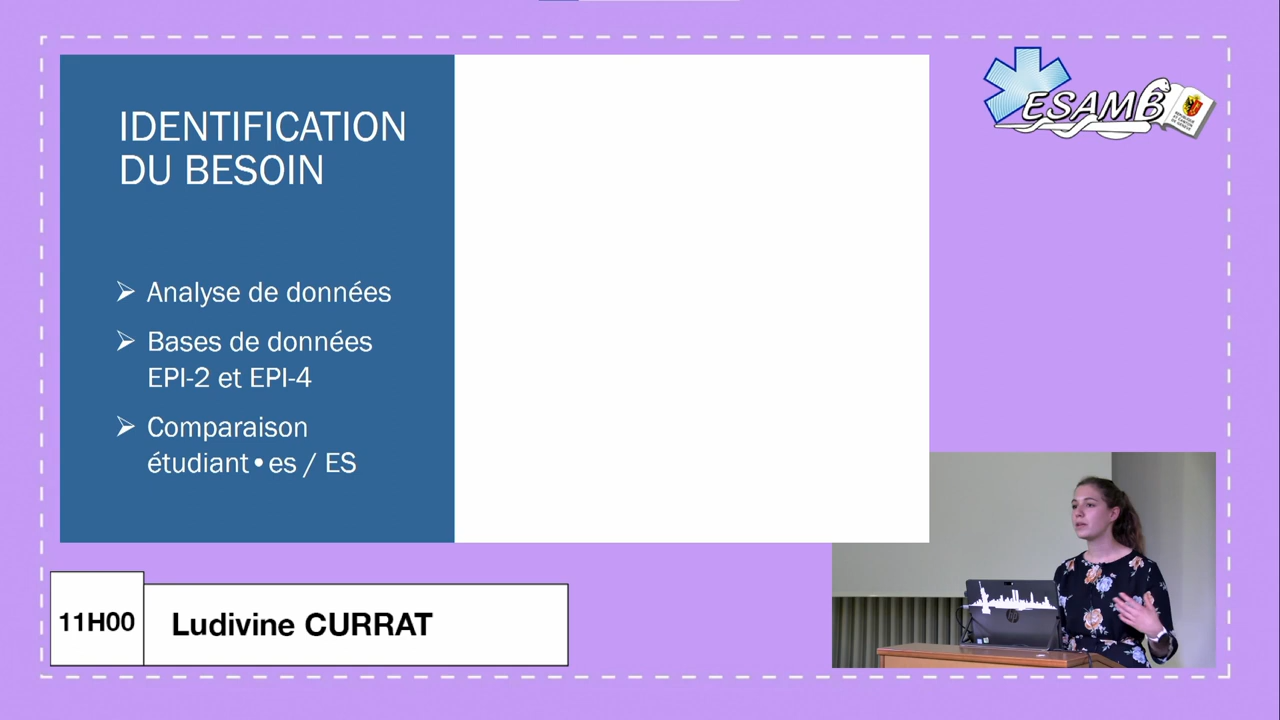 IDENTIFICATION
DU BESOIN
➢ Analyse de données
➢ Bases de données
EPI-2 et EPI-4
➢ Comparaison
étudiant•es / ES
ESAMB
11H00
Ludivine CURRAT
hp